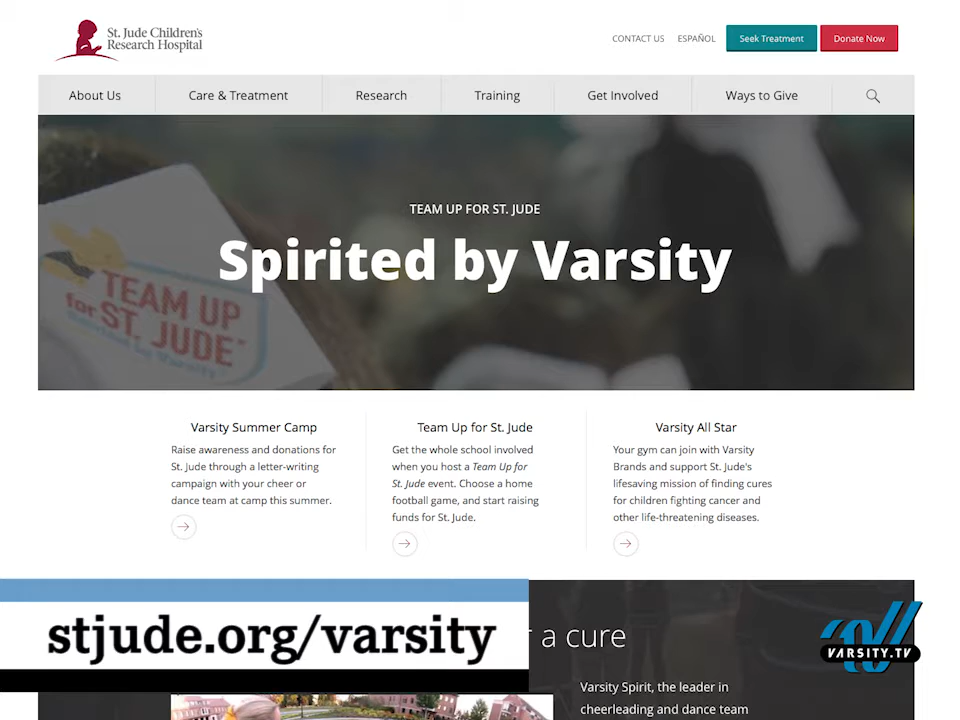 St. Jude Children's
Research Hospital
CONTACT US
ESPAÑOL
Seek Treatment
Donate Now
About Us
Care & Treatment
Research
Training
Get Involved
Ways to Give
TEAM UP FOR ST. JUDE
Spirited by Varsity
TEAM UP
for ST. JUDE
Varsity Summer Camp
Raise awareness and donations for
St. Jude through a letter-writing
campaign with your cheer or
dance team at camp this summer.
Team Up for St. Jude
Get the whole school involved
when you host a Team Up for
St. Jude event. Choose a home
football game, and start raising
funds for St. Jude.
Varsity All Star
Your gym can join with Varsity
Brands and support St. Jude's
lifesaving mission of finding cures
for children fighting cancer and
other life-threatening diseases.
stjude.org/varsity
a cure
VARSITY.TV
Varsity Spirit, the leader in
cheerleading and dance team